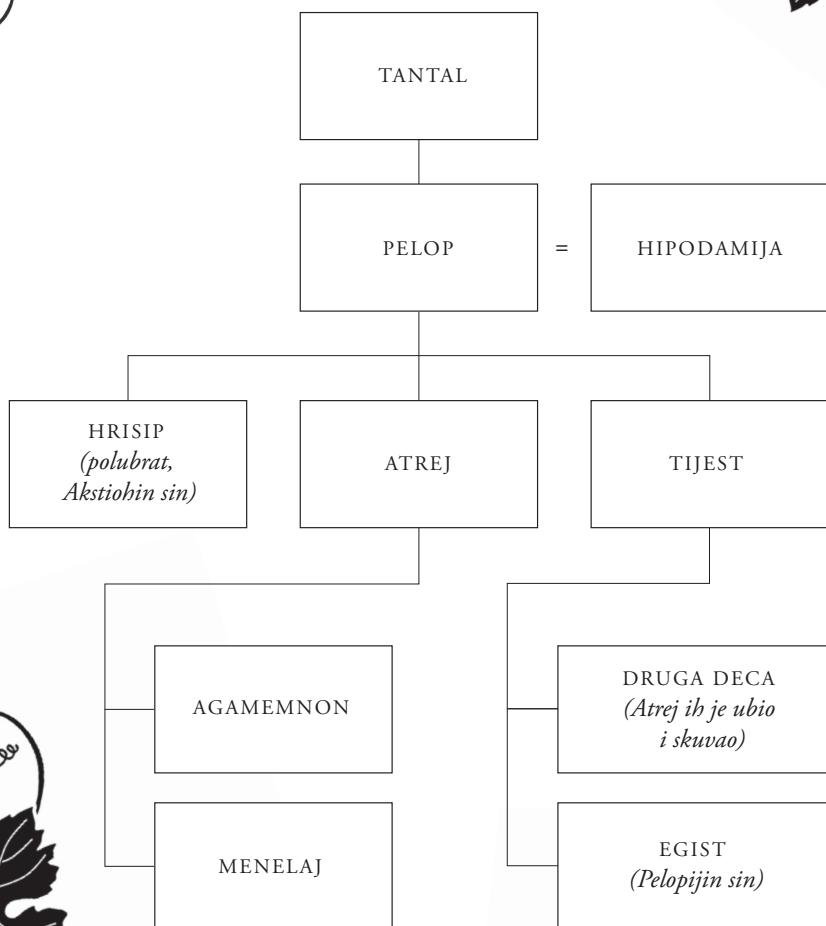 TANTAL
PELOP
=
HIPODAMIJA
HRISIP
(polubrat,
Akstiohin sin)
ATREJ
TIJEST
AGAMEMNON
DRUGA DECA
(Atrej ih je ubio
i skuvao)
MENELAJ
EGIST
(Pelopijin sin)